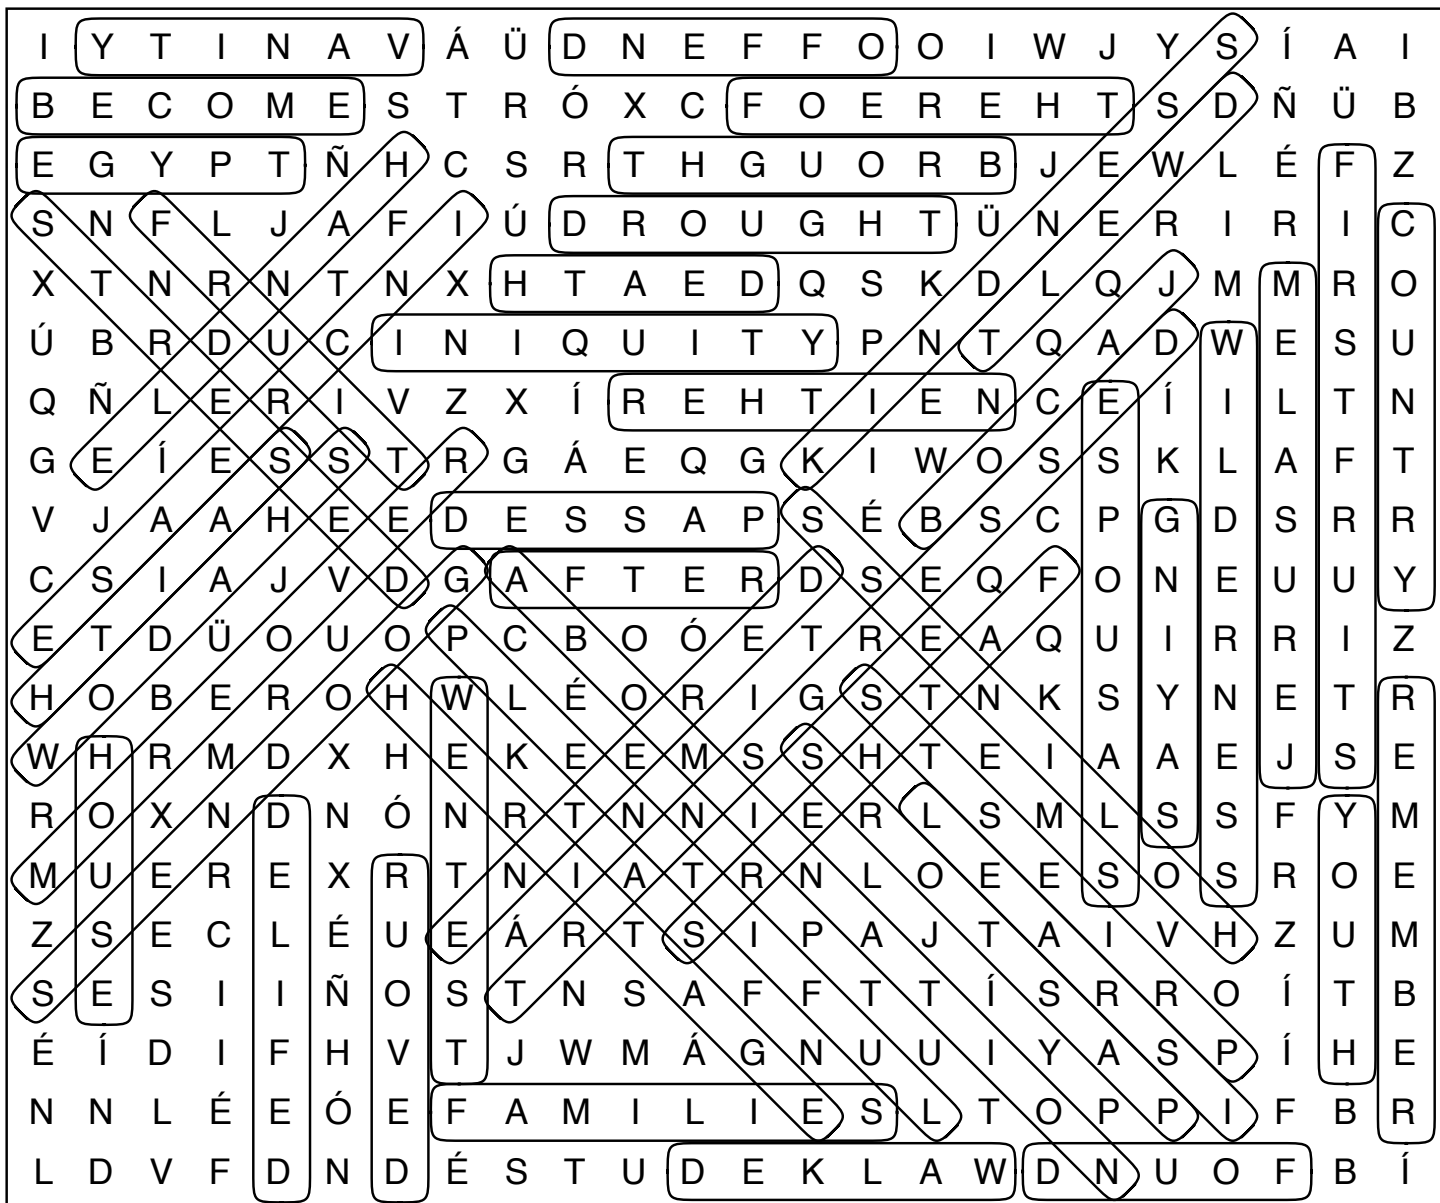 I Y T I N A V Á Ü D N E F F O O I W J Y S Í A I
B E C O M E S T R Ó X C F O E R E H T S D Ñ Ü B
E G Y P T Ñ H C S R T H G U O R B J E W L É F Z
S N F L J A F I Ú D R O U G H T Ü N E R I R I C
X T N R N T N X H T A E D Q S K D L Q J M M R O
Ú B R D U C I N I Q U I T Y P N T Q A D W E S U
Q Ñ L E R I V Z X Í R E H T I E N C E Í I L T N
G E Í E S S T R G Á E Q G K I W O S S K L A F T
V J A A H E E D E S S A P S É B S C P G D S R R
C S I A J V D G A F T E R D S E Q F O N E U U Y
E T D Ü O U O P C B O Ó E T R E A Q U I R R I Z
H O B E R O H W L É O R I G S T N K S Y N E T R
W H R M D X H E K E E M S S H T E I A A E J S E
R O X N D N Ó N R T N N I E R L S M L S S F Y M
M U E R E X R T N I A T R N L O E E S O S R O E
Z S E C L É U E Á R T S I P A J T A I V H Z U M
S E S I I Ñ O S T N S A F F T T Í S R R O Í T B
É Í D I F H V T J W M Á G N U U I Y A S P Í H E
N N L É E Ó E F A M I L I E S L T O P P I F B R
L D V F D N D É S T U D E K L A W D N U O F B Í